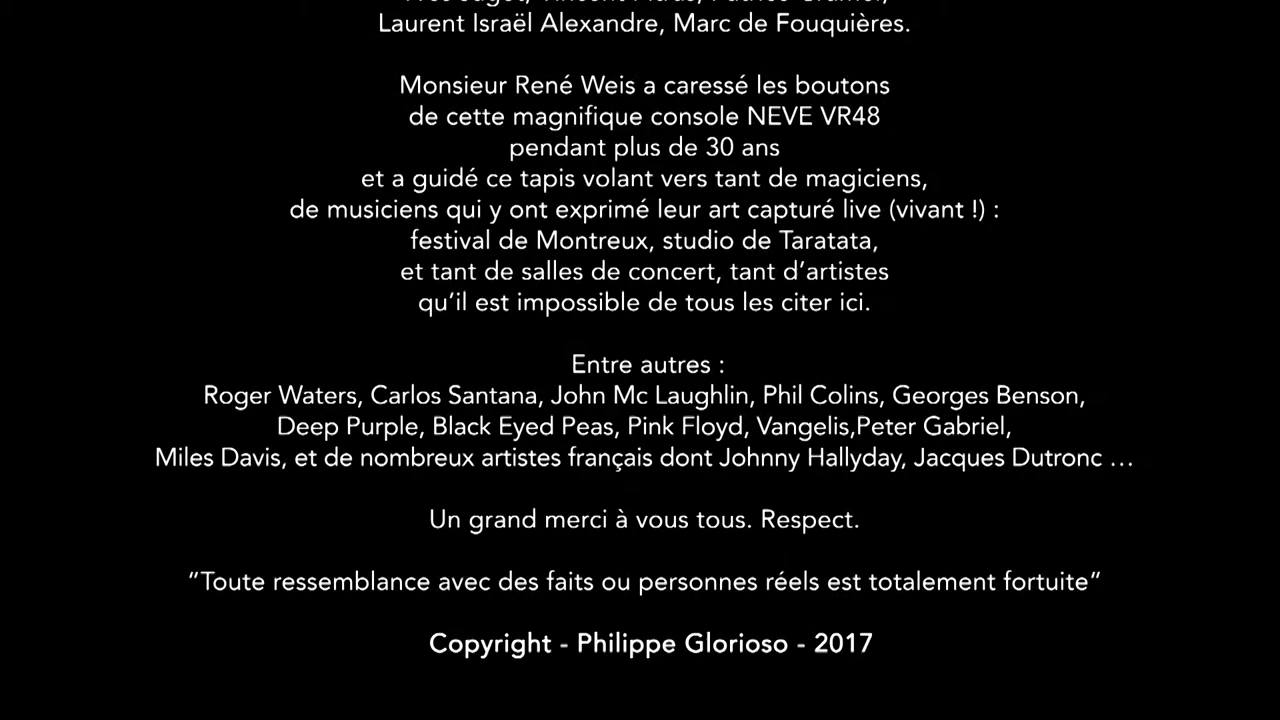 Laurent Israël Alexandre, Marc de Fouquières.
Monsieur René Weis a caressé les boutons
de cette magnifique console NEVE VR48
pendant plus de 30 ans
et a guidé ce tapis volant vers tant de magiciens,
de musiciens qui y ont exprimé leur art capturé live (vivant !) :
festival de Montreux, studio de Taratata,
et tant de salles de concert, tant d’artistes
qu’il est impossible de tous les citer ici.
Entre autres :
Roger Waters, Carlos Santana, John Mc Laughlin, Phil Colins, Georges Benson,
Deep Purple, Black Eyed Peas, Pink Floyd, Vangelis,Peter Gabriel,
Miles Davis, et de nombreux artistes français dont Johnny Hallyday, Jacques Dutronc …
Un grand merci à vous tous. Respect.
“Toute ressemblance avec des faits ou personnes réels est totalement fortuite“
Copyright - Philippe Glorioso - 2017